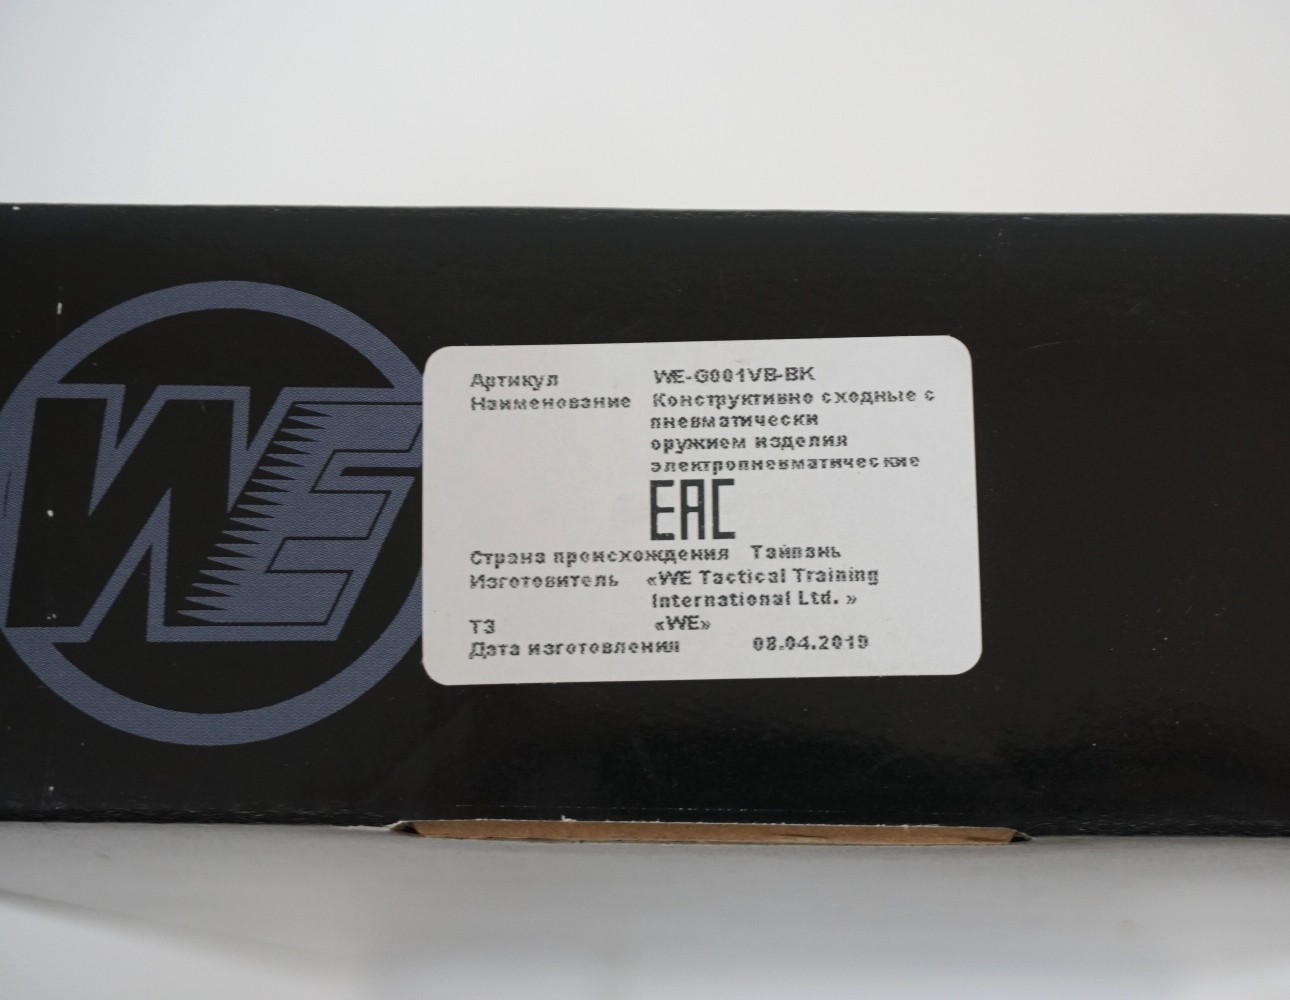 WE
Артикул WE-G001VB-BK
Наименование Конструктивно сходные с
пневматически
оружием изделия
электропневматические
EAC
Страна происхождения Тайвань
Изготовитель «WE Tactical Training
International Ltd. »
ТЗ «WE»
Дата изготовления 08.04.2019